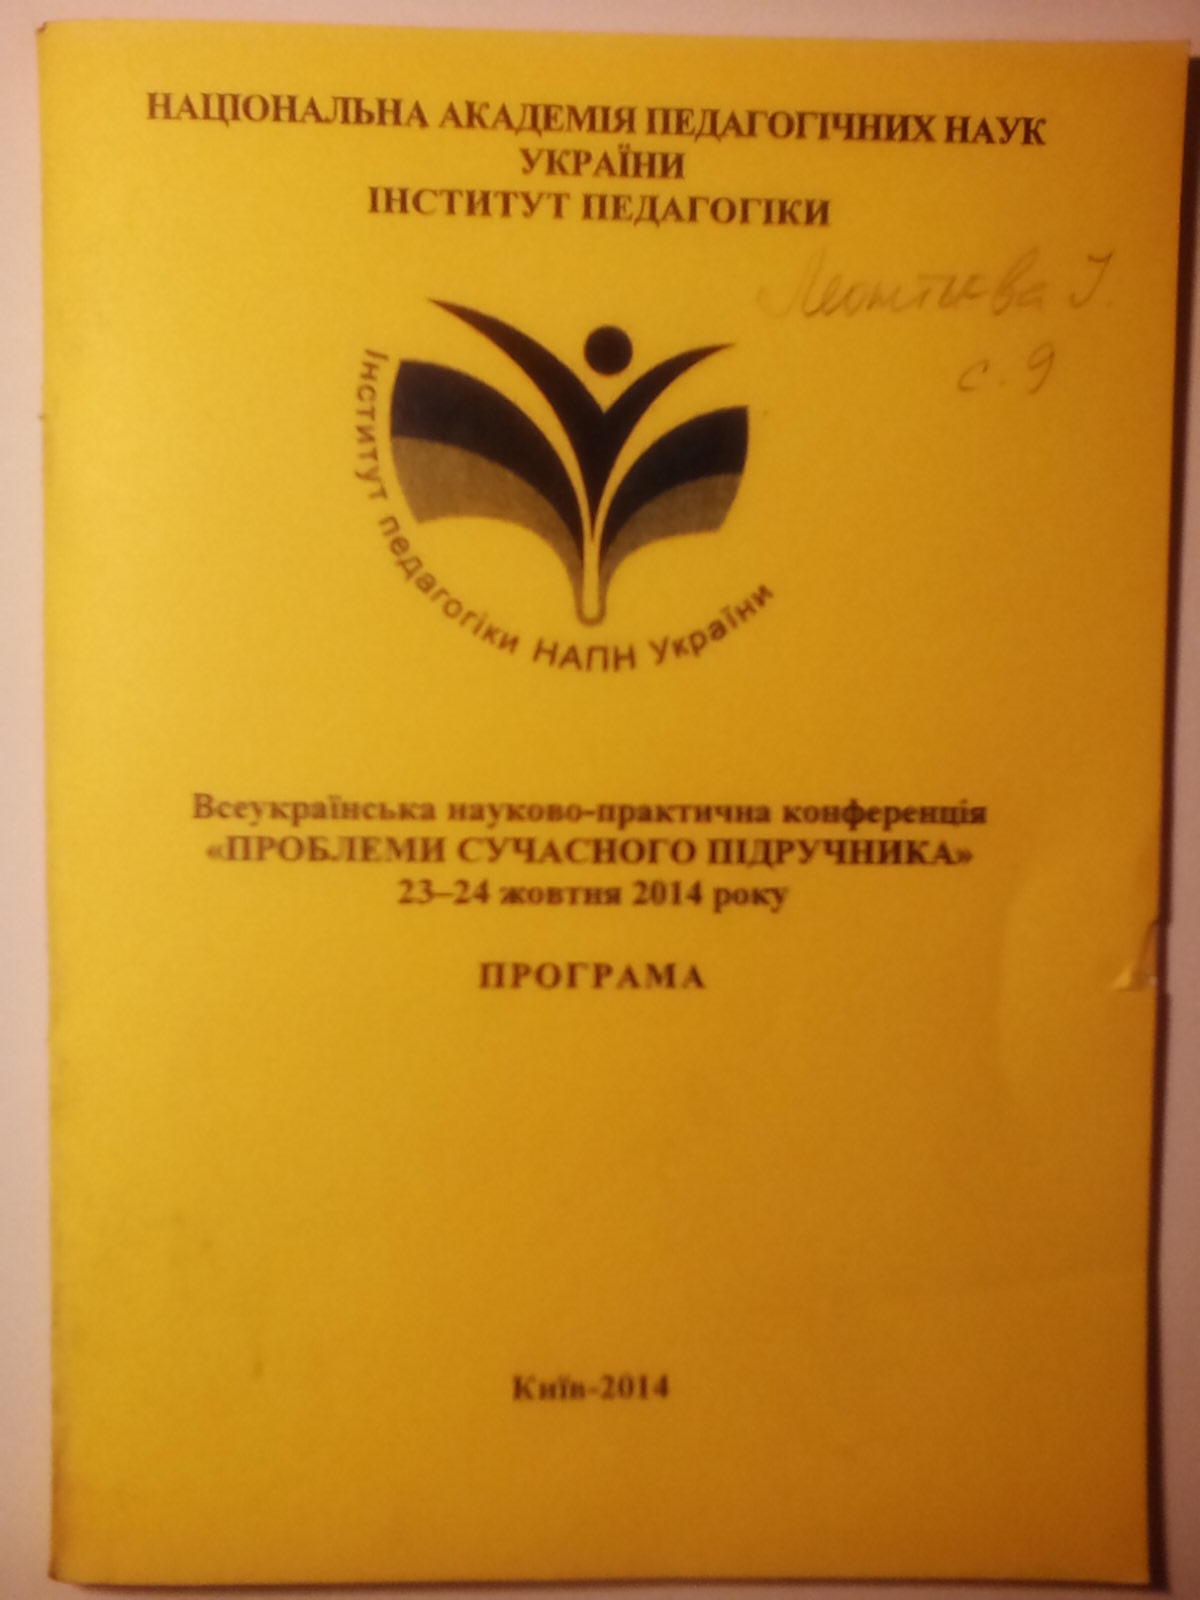 НАЦІОНАЛЬНА АКАДЕМІЯ ПЕДАГОГІЧНИХ НАУК
УКРАЇНИ
ІНСТИТУТ ПЕДАГОГІКИ
Леонтьєва І.
с. 9
Інститут педагогіки НАПН України
Всеукраїнська науково-практична конференція
«ПРОБЛЕМИ СУЧАСНОГО ПІДРУЧНИКА»
23–24 жовтня 2014 року
ПРОГРАМА
Київ-2014